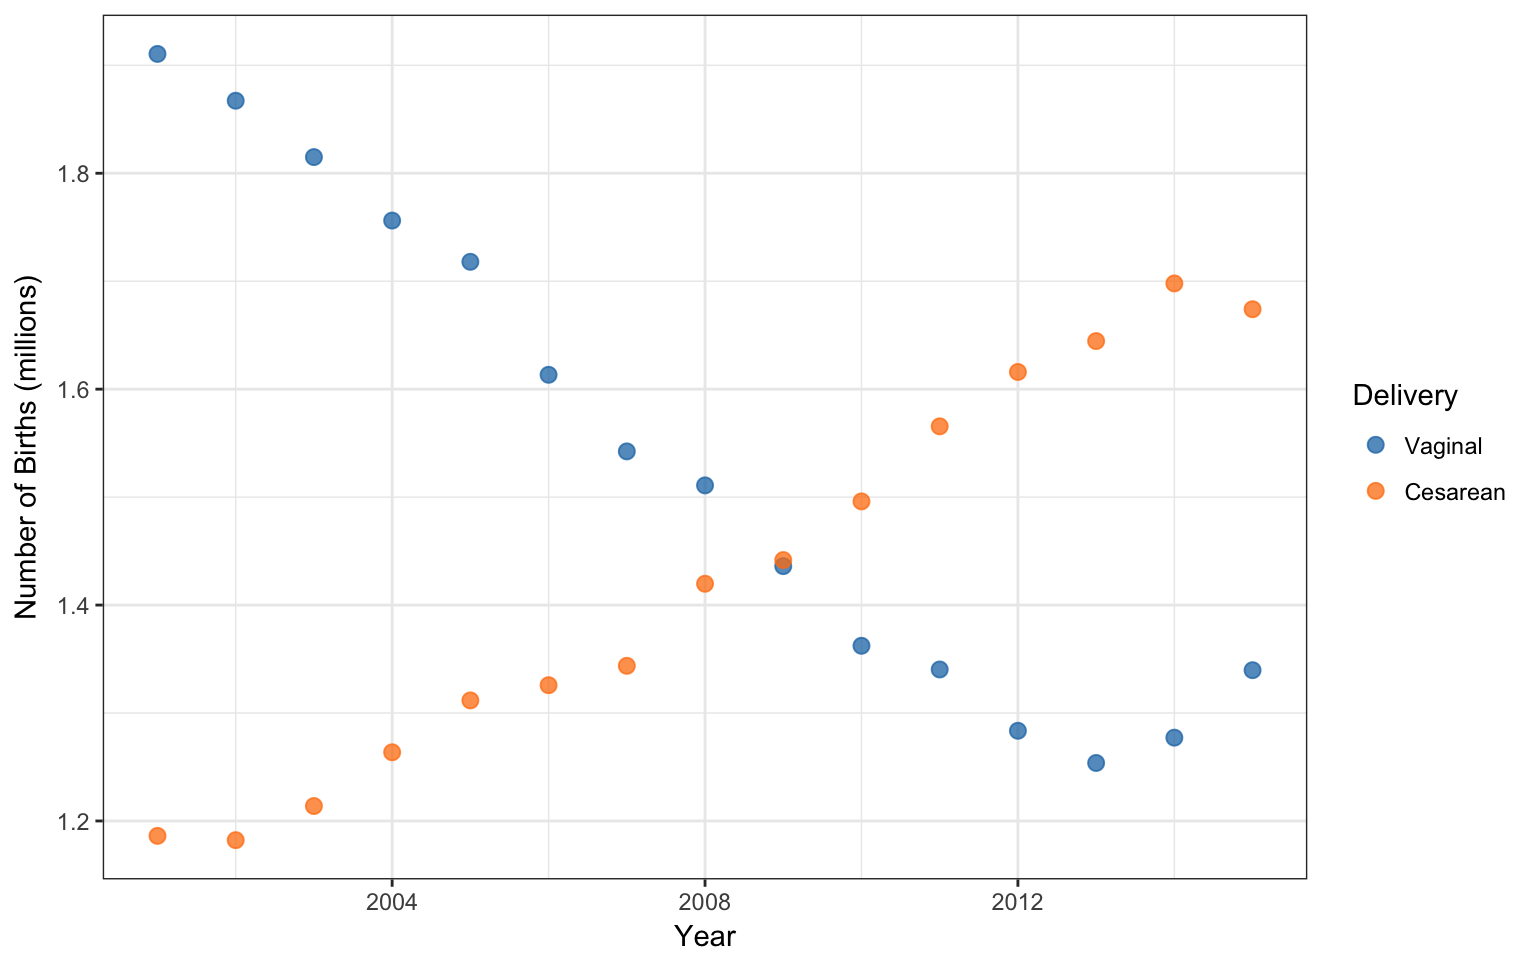 1.8
1.6
1.4
1.2
Number of Births (millions)
2004 2008 2012
Year
Delivery
Vaginal
Cesarean